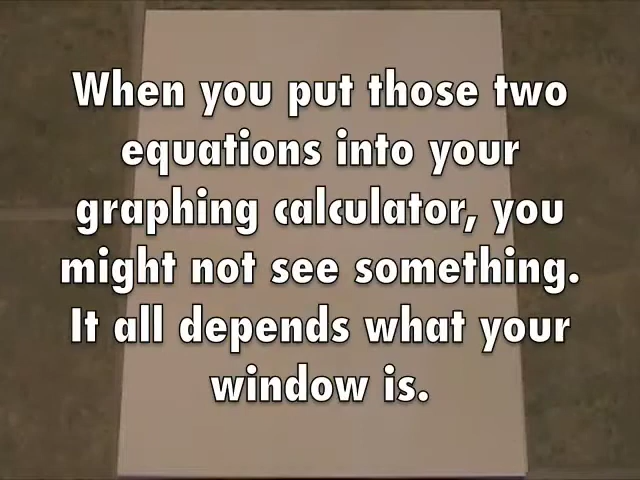 When you put those two
equations into your
graphing calculator, you
might not see something.
It all depends what your
window is.